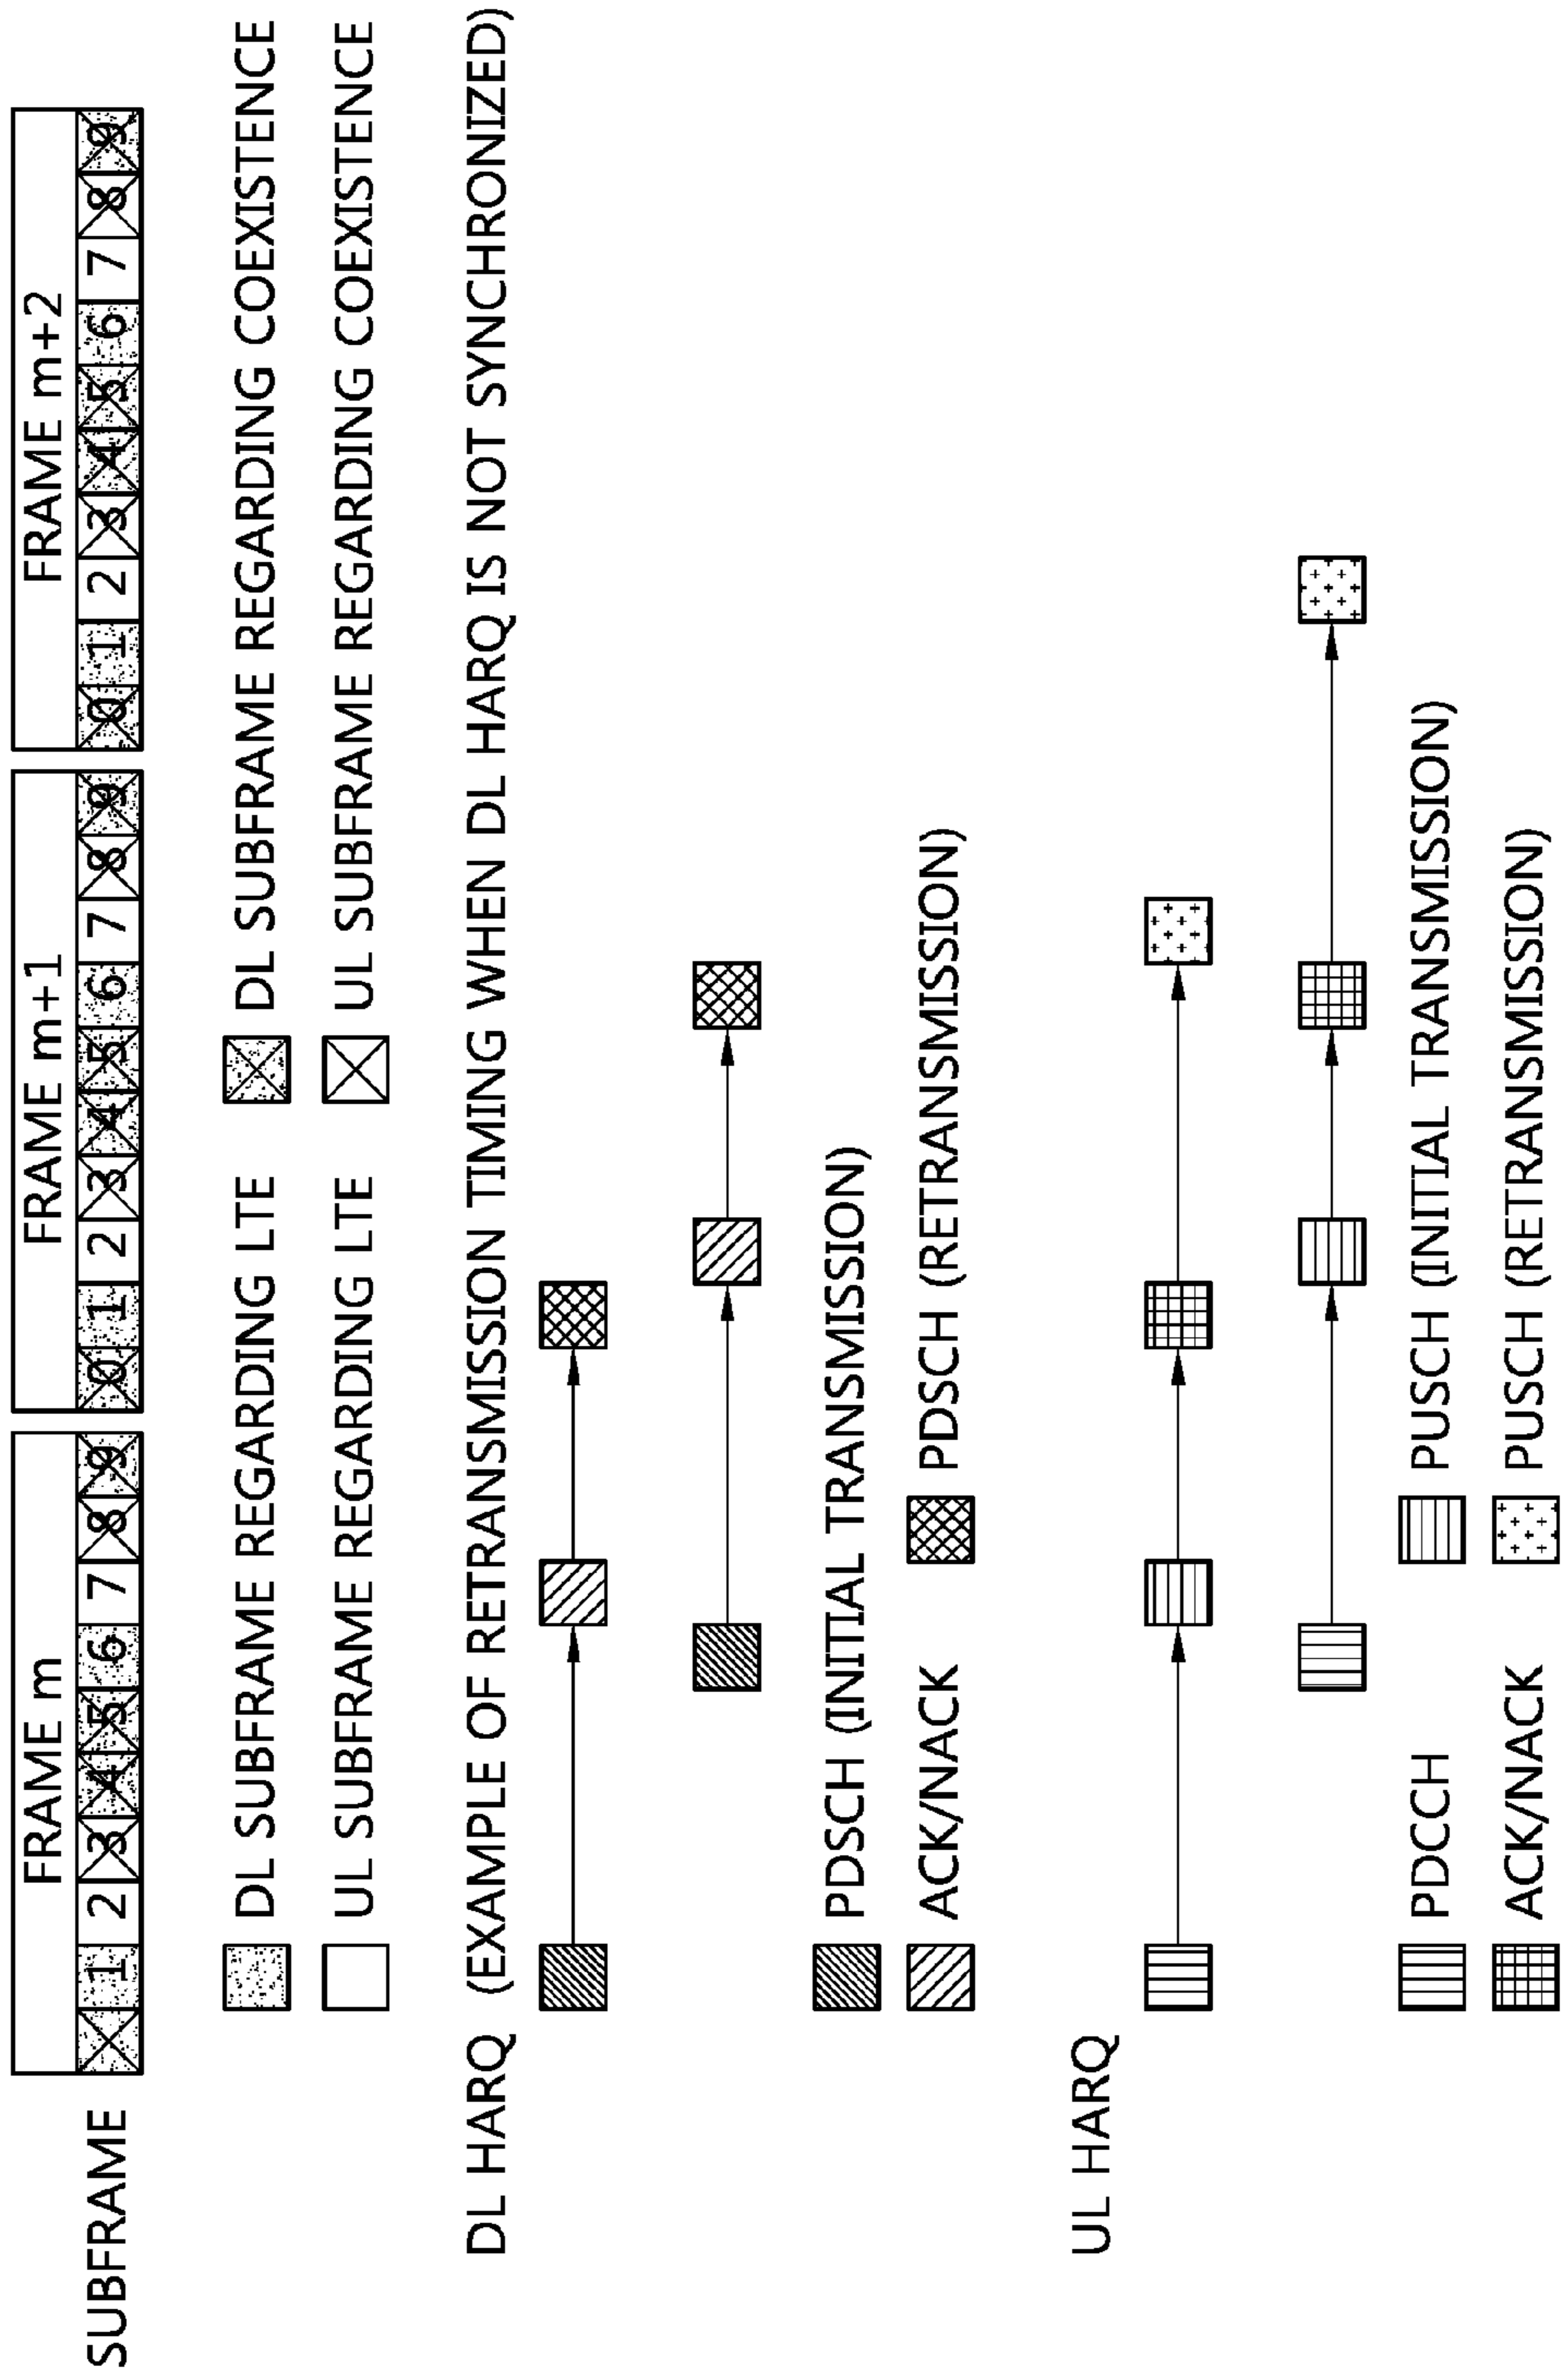 FRAME m FRAME m+1 FRAME m+2
SUBFRAME 1 2 3 4 5 6 7 8 9 0 1 2 3 4 5 6 7 8 9 0 1 2 3 4 5 6 7 8 9
DL SUBFRAME REGARDING LTE DL SUBFRAME REGARDING COEXISTENCE
UL SUBFRAME REGARDING LTE UL SUBFRAME REGARDING COEXISTENCE
DL HARQ (EXAMPLE OF RETRANSMISSION TIMING WHEN DL HARQ IS NOT SYNCHRONIZED)
PDSCH (INITIAL TRANSMISSION)
ACK/NACK PDSCH (RETRANSMISSION)
UL HARQ
PDCCH PUSCH (INITIAL TRANSMISSION)
ACK/NACK PUSCH (RETRANSMISSION)